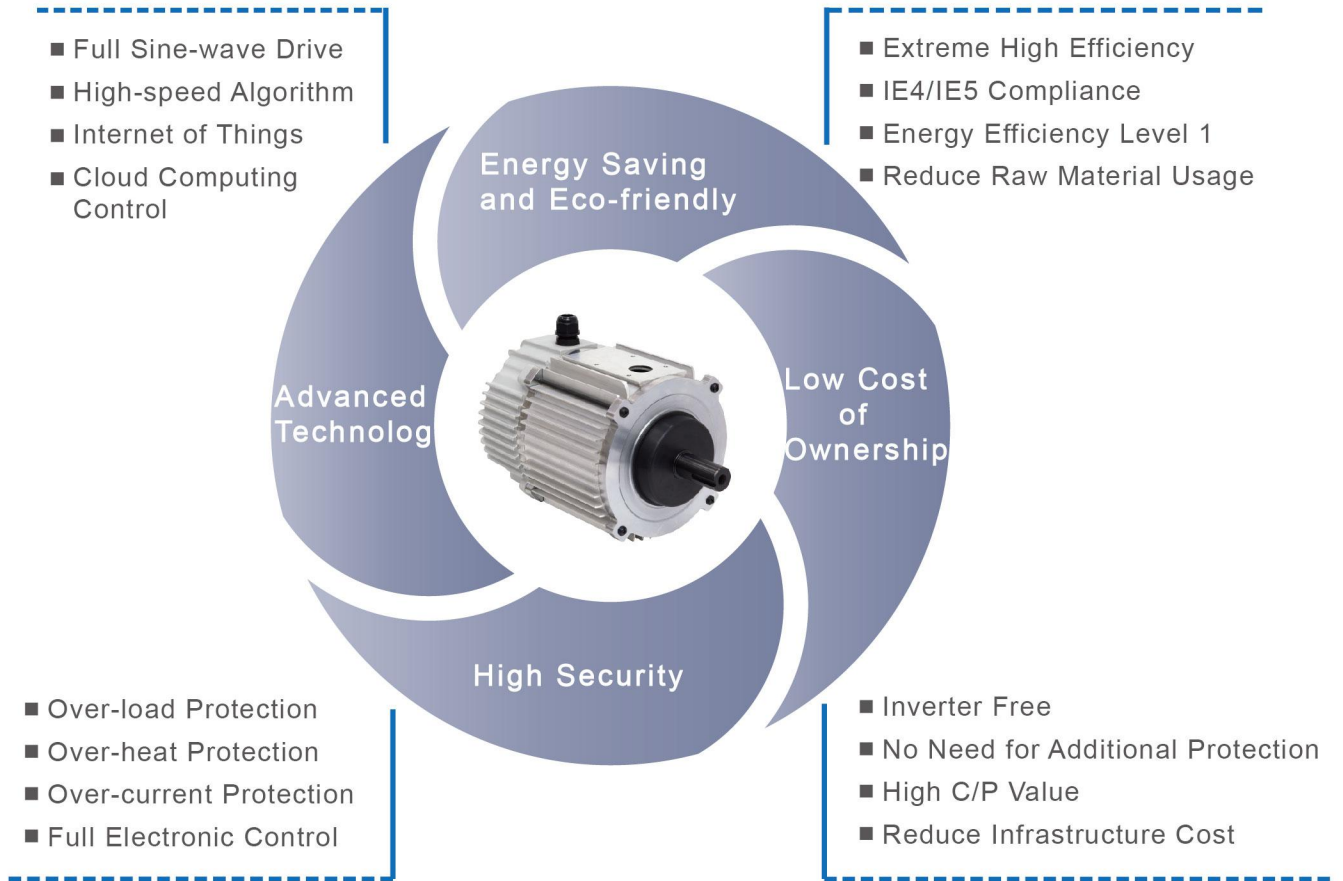 Full Sine-wave Drive
High-speed Algorithm
Internet of Things
Cloud Computing
Control
Extreme High Efficiency
IE4/IE5 Compliance
Energy Efficiency Level 1
Reduce Raw Material Usage
Energy Saving
and Eco-friendly
Advanced
Technolog
Low Cost
of
Ownership
High Security
Over-load Protection
Over-heat Protection
Over-current Protection
Full Electronic Control
Inverter Free
No Need for Additional Protection
High C/P Value
Reduce Infrastructure Cost